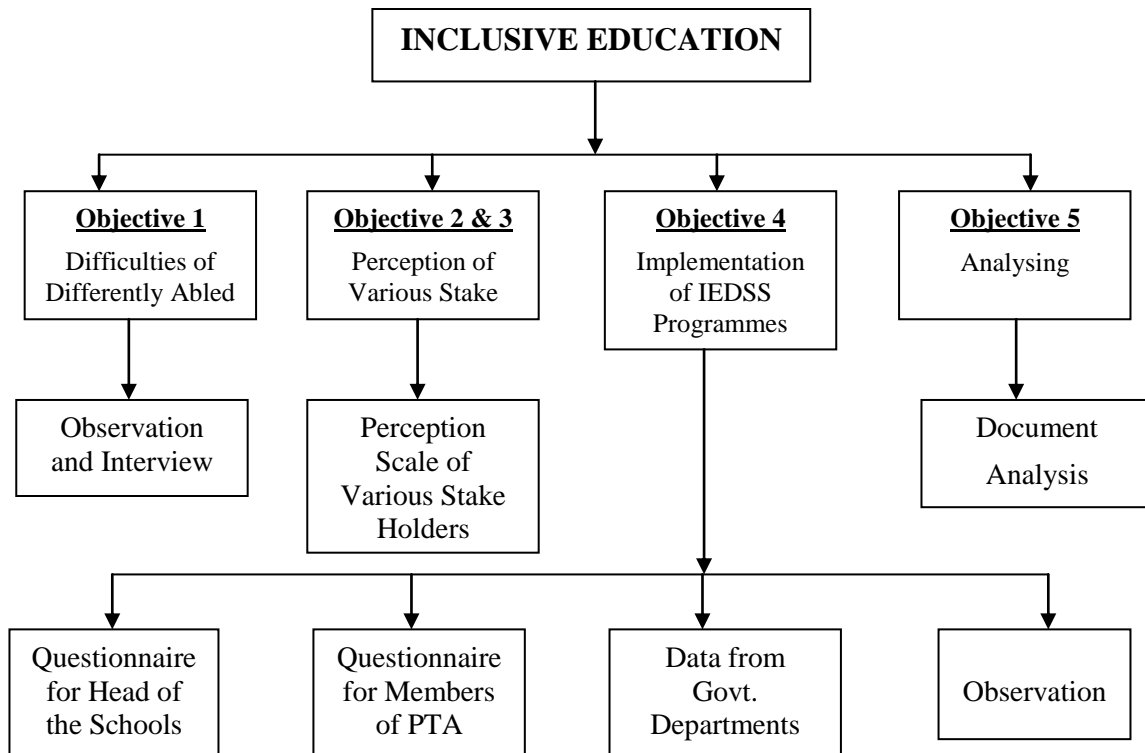 INCLUSIVE EDUCATION
Objective 1
Difficulties of
Differently Abled
Objective 2 & 3
Perception of
Various Stake
Objective 4
Implementation
of IEDSS
Programmes
Objective 5
Analysing
Observation
and Interview
Perception
Scale of
Various Stake
Holders
Document
Analysis
Questionnaire
for Head of
the Schools
Questionnaire
for Members
of PTA
Data from
Govt.
Departments
Observation